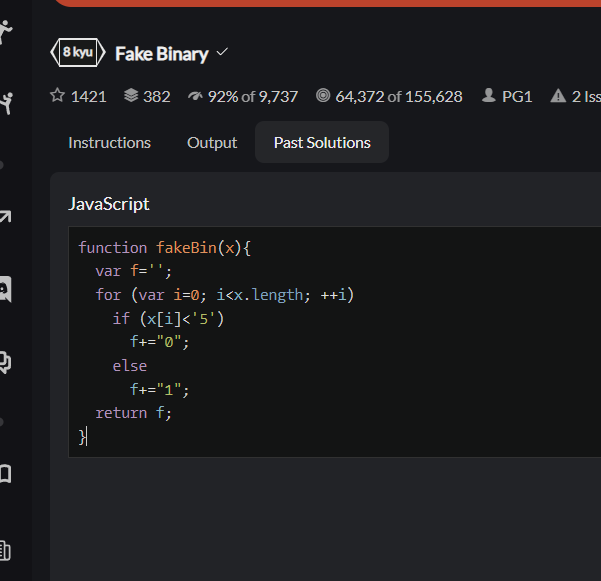 8 kyu Fake Binary
1421 382 92% of 9,737 64,372 of 155,628 PG1 2 Iss
Instructions Output Past Solutions
JavaScript
function fakeBin(x){
  var f='';
  for (var i=0; i<x.length; ++i)
    if (x[i]<'5')
      f+="0";
    else
      f+="1";
  return f;
}